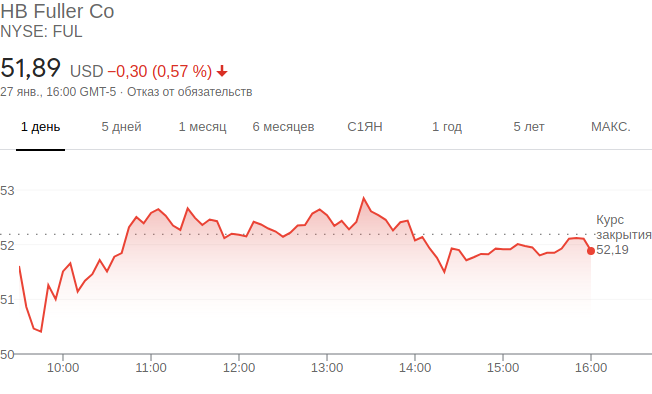 HB Fuller Co
NYSE: FUL
51,89 USD −0,30 (0,57 %)
27 янв., 16:00 GMT-5 · Отказ от обязательств
1 день 5 дней 1 месяц 6 месяцев С1ЯН 1 год 5 лет МАКС.
53
Курс
закрытия
52
52,19
51
50
10:00 11:00 12:00 13:00 14:00 15:00 16:00